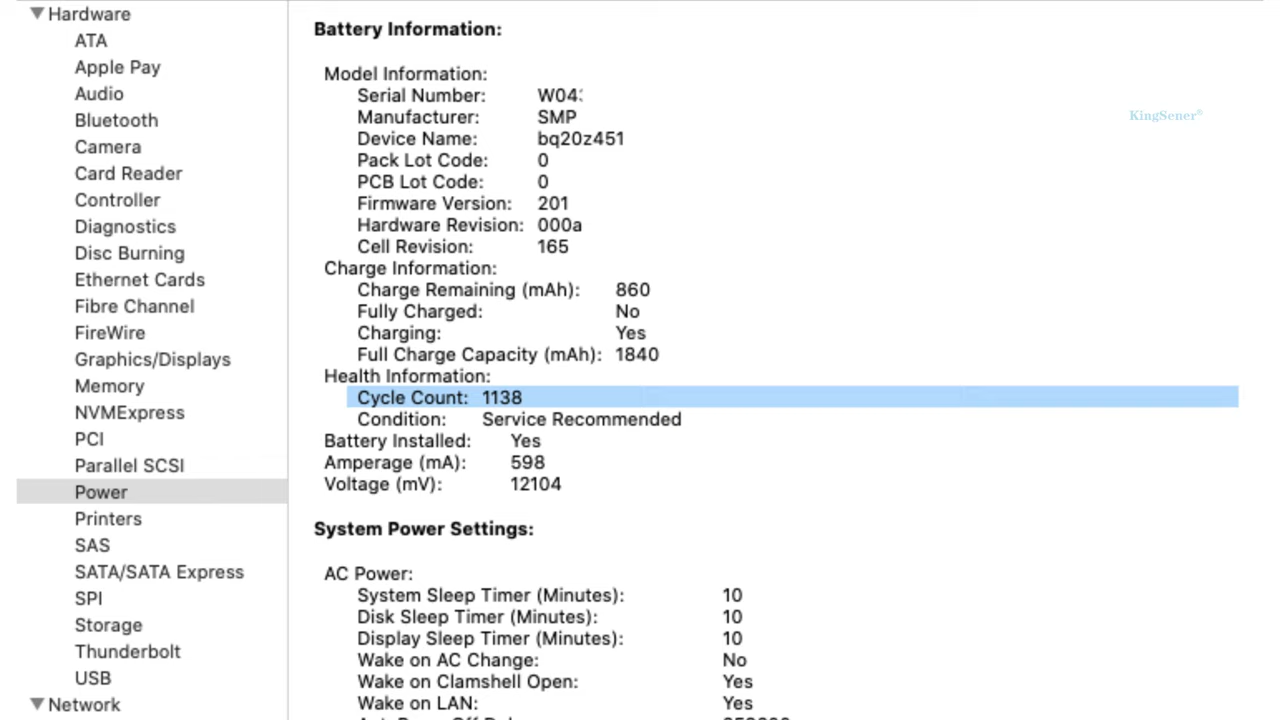 Hardware
ATA
Apple Pay
Audio
Bluetooth
Camera
Card Reader
Controller
Diagnostics
Disc Burning
Ethernet Cards
Fibre Channel
FireWire
Graphics/Displays
Memory
NVMExpress
PCI
Parallel SCSI
Power
Printers
SAS
SATA/SATA Express
SPI
Storage
Thunderbolt
USB
Network
Battery Information:
Model Information:
Serial Number: W04
Manufacturer: SMP
Device Name: bq20z451
Pack Lot Code: 0
PCB Lot Code: 0
Firmware Version: 201
Hardware Revision: 000a
Cell Revision: 165
Charge Information:
Charge Remaining (mAh): 860
Fully Charged: No
Charging: Yes
Full Charge Capacity (mAh): 1840
Health Information:
Cycle Count: 1138
Condition: Service Recommended
Battery Installed: Yes
Amperage (mA): 598
Voltage (mV): 12104
System Power Settings:
AC Power:
System Sleep Timer (Minutes): 10
Disk Sleep Timer (Minutes): 10
Display Sleep Timer (Minutes): 10
Wake on AC Change: No
Wake on Clamshell Open: Yes
Wake on LAN: Yes
KingSener®